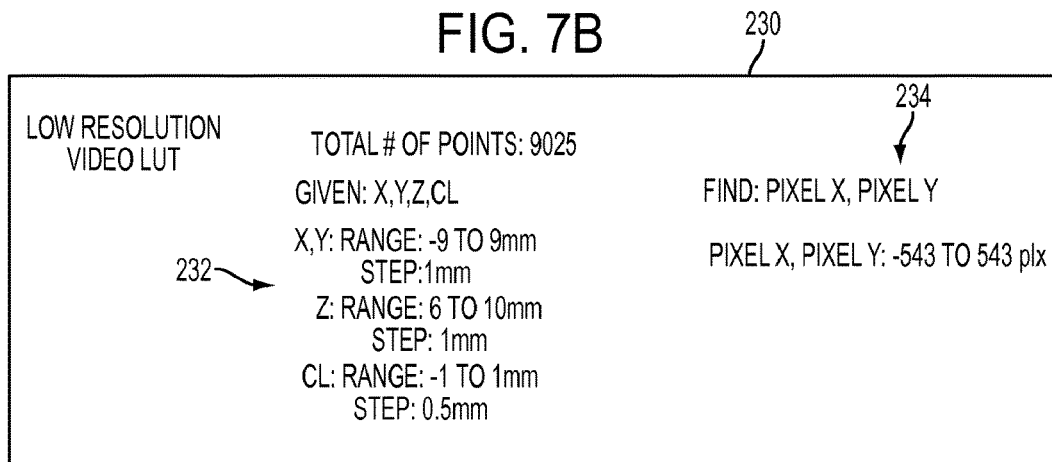 FIG. 7B
230
234
LOW RESOLUTION
VIDEO LUT
TOTAL # OF POINTS: 9025
GIVEN: X,Y,Z,CL
FIND: PIXEL X, PIXEL Y
X,Y: RANGE: -9 TO 9mm
STEP:1mm
PIXEL X, PIXEL Y: -543 TO 543 plx
232
Z: RANGE: 6 TO 10mm
STEP: 1mm
CL: RANGE: -1 TO 1mm
STEP: 0.5mm